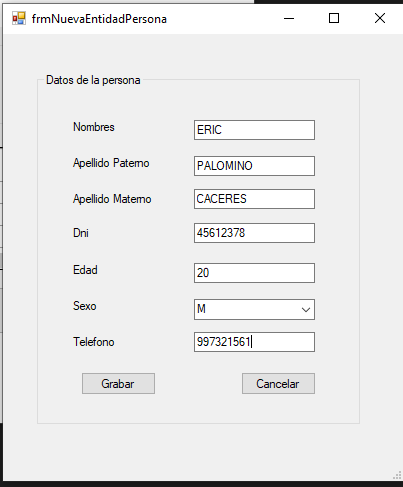 frmNuevaEntidadPersona
Datos de la persona
Nombres ERIC
Apellido Paterno PALOMINO
Apellido Materno CACERES
Dni 45612378
Edad 20
Sexo M
Telefono 997321561
Grabar Cancelar